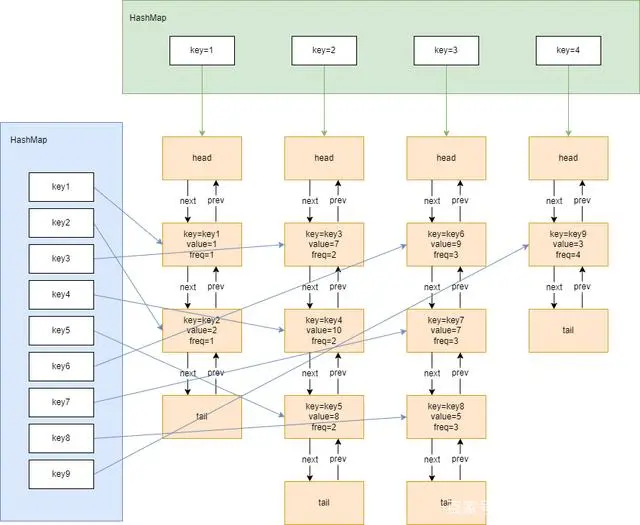 HashMap
key=1
key=2
key=3
key=4
HashMap
key1
key2
key3
key4
key5
key6
key7
key8
key9
head
next
prev
key=key1
value=1
freq=1
next
prev
key=key2
value=2
freq=1
next
prev
tail
head
next
prev
key=key3
value=7
freq=2
next
prev
key=key4
value=10
freq=2
next
prev
key=key5
value=8
freq=2
next
prev
tail
head
next
prev
key=key6
value=9
freq=3
next
prev
key=key7
value=7
freq=3
next
prev
key=key8
value=5
freq=3
next
prev
tail
head
next
prev
key=key9
value=3
freq=4
next
prev
tail